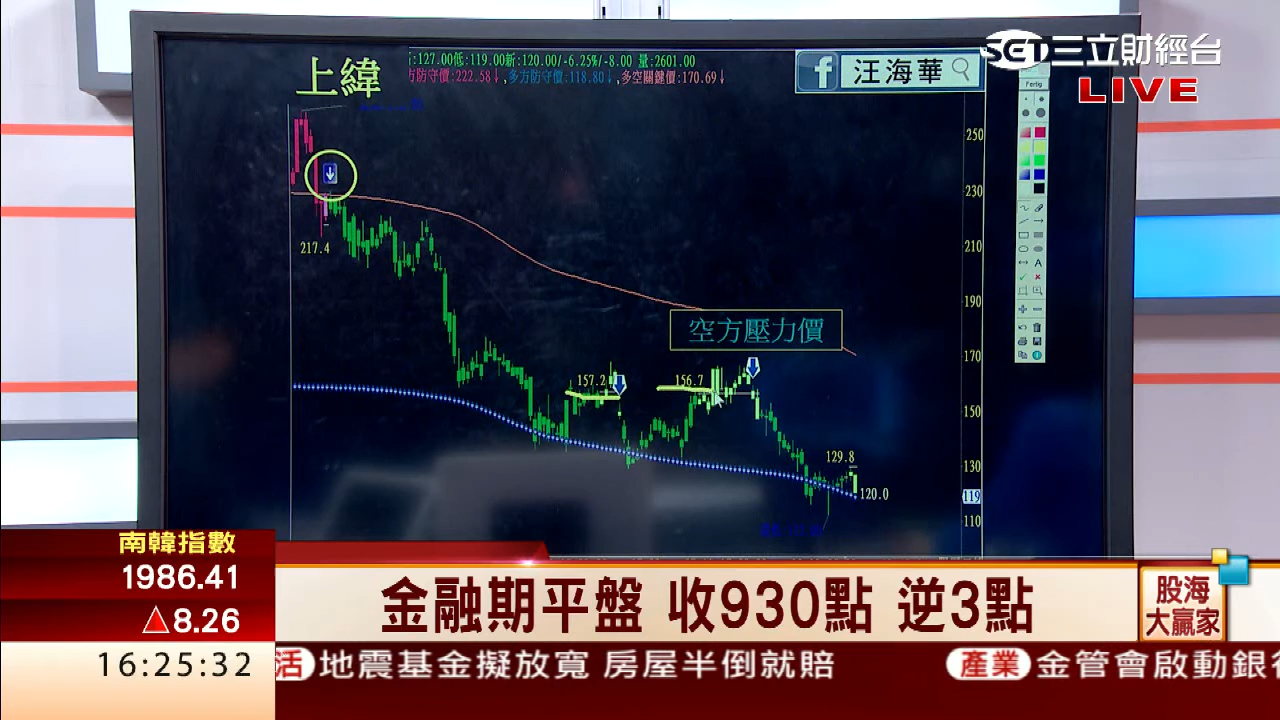 上緯
127.00低:119.00新:120.00/-6.25%/-8.00 量:2601.00
方防守價:222.58↓,多方防守價:118.80↓,多空關鍵價:170.69↓
f 汪海華
SET三立財經台
LIVE
Fertig
250
230
217.4
210
190
空方壓力價
170
157.2
156.7
150
129.8
130
120.0
119
110
A
南韓指數
1986.41
△8.26
16:25:32
金融期平盤 收930點 逆3點
股海
大贏家
活 地震基金擬放寬 房屋半倒就賠
產業 金管會啟動銀